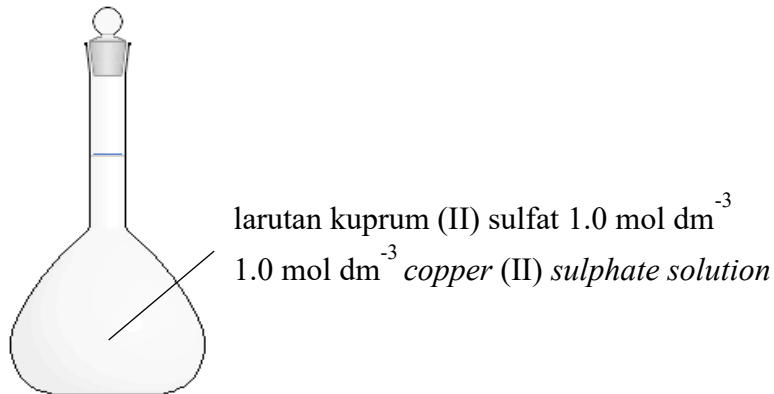 larutan kuprum (II) sulfat 1.0 mol dm⁻³
1.0 mol dm⁻³ copper (II) sulphate solution